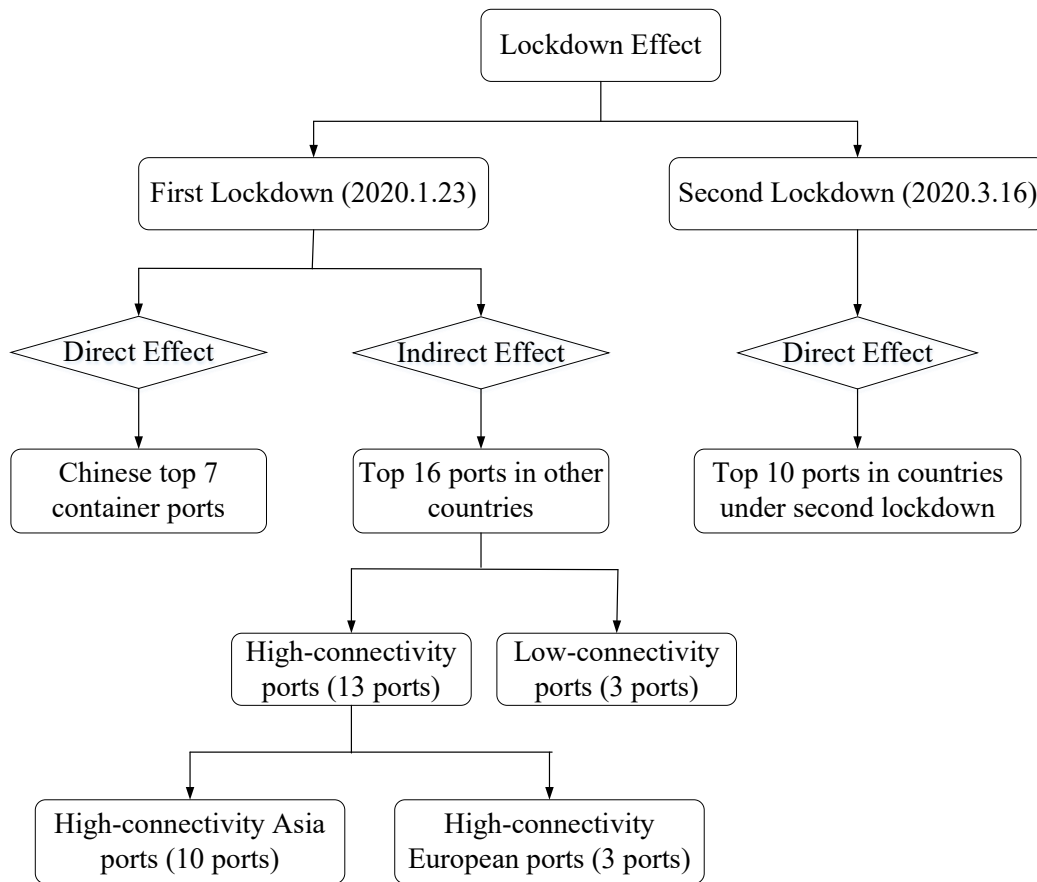 Lockdown Effect
First Lockdown (2020.1.23)
Second Lockdown (2020.3.16)
Direct Effect
Indirect Effect
Direct Effect
Chinese top 7
container ports
Top 16 ports in other
countries
Top 10 ports in countries
under second lockdown
High-connectivity
ports (13 ports)
Low-connectivity
ports (3 ports)
High-connectivity Asia
ports (10 ports)
High-connectivity
European ports (3 ports)